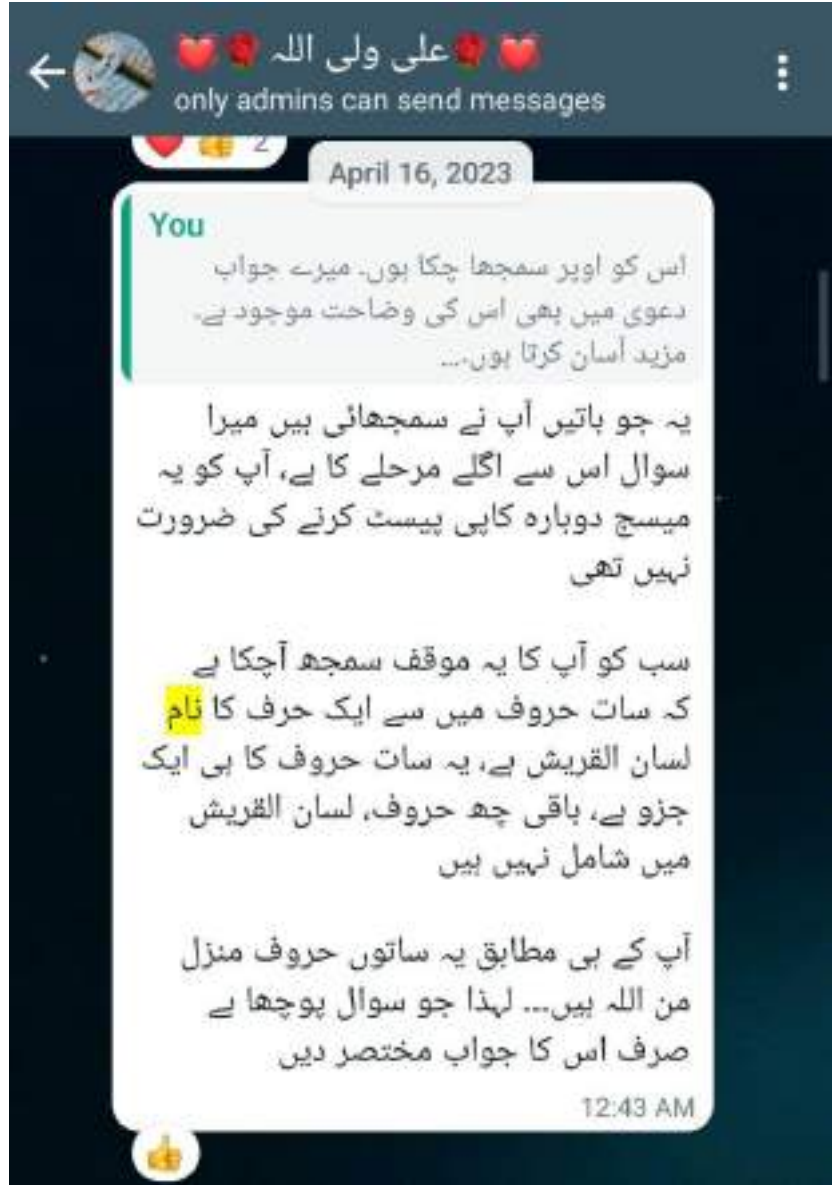 💓🌹علی ولی اللہ🌹💓
only admins can send messages
2
April 16, 2023
You
اس کو اوپر سمجھا چکا ہوں۔ میرے جواب
دعوی میں بھی اس کی وضاحت موجود ہے۔
مزید آسان کرتا ہوں۔...
یہ جو باتیں آپ نے سمجھائی ہیں میرا
سوال اس سے اگلے مرحلے کا ہے، آپ کو یہ
میسج دوبارہ کاپی پیسٹ کرنے کی ضرورت
نہیں تھی
سب کو آپ کا یہ موقف سمجھ آچکا ہے
کہ سات حروف میں سے ایک حرف کا نام
لسان القریش ہے، یہ سات حروف کا ہی ایک
جزو ہے، باقی چھ حروف، لسان القریش
میں شامل نہیں ہیں
آپ کے ہی مطابق یہ ساتوں حروف منزل
من اللہ ہیں... لہذا جو سوال پوچھا ہے
صرف اس کا جواب مختصر دیں
12:43 AM